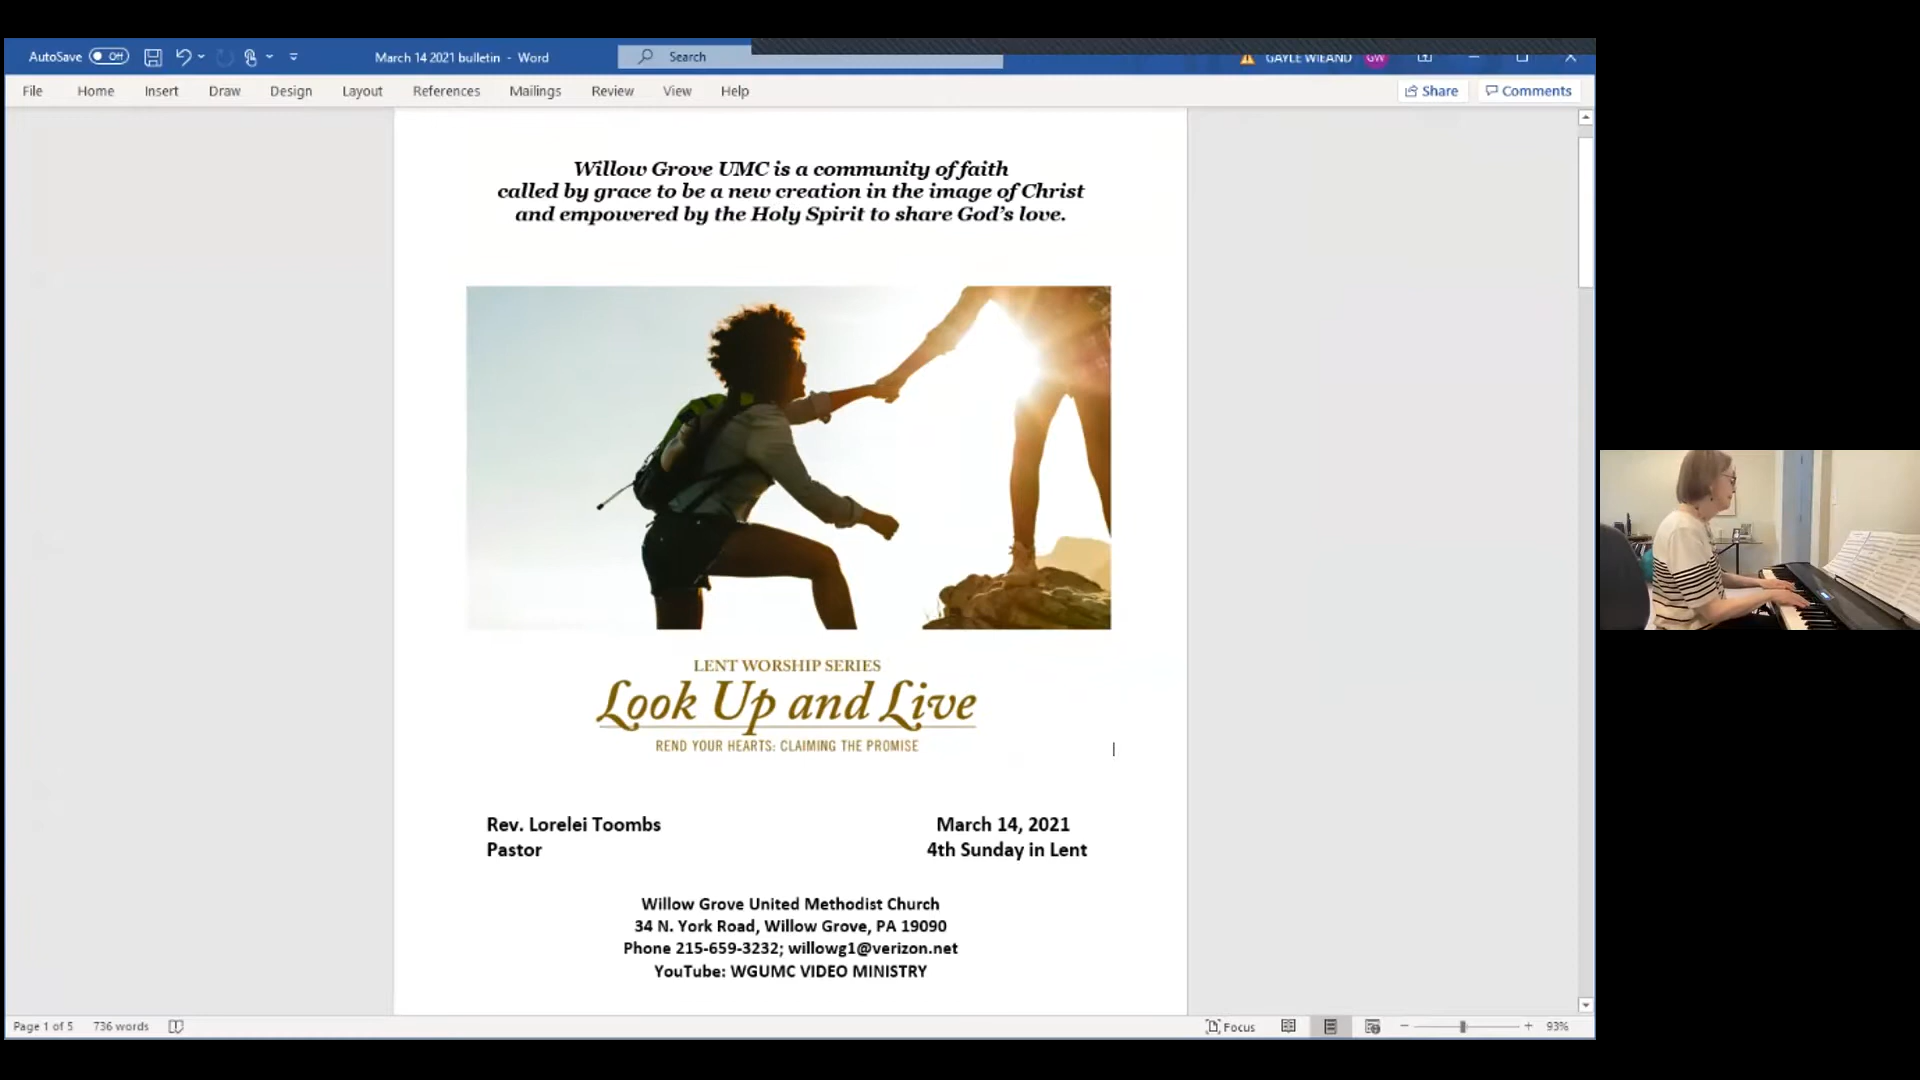 AutoSave Off
March 14 2021 bulletin - Word
Search
GAYLE WIEAND GW
File Home Insert Draw Design Layout References Mailings Review View Help Share Comments
Willow Grove UMC is a community of faith
called by grace to be a new creation in the image of Christ
and empowered by the Holy Spirit to share God's love.
LENT WORSHIP SERIES
Look Up and Live
REND YOUR HEARTS: CLAIMING THE PROMISE
Rev. Lorelei Toombs March 14, 2021
Pastor 4th Sunday in Lent
Willow Grove United Methodist Church
34 N. York Road, Willow Grove, PA 19090
Phone 215-659-3232; willowg1@verizon.net
YouTube: WGUMC VIDEO MINISTRY
Page 1 of 5 736 words Focus 93%